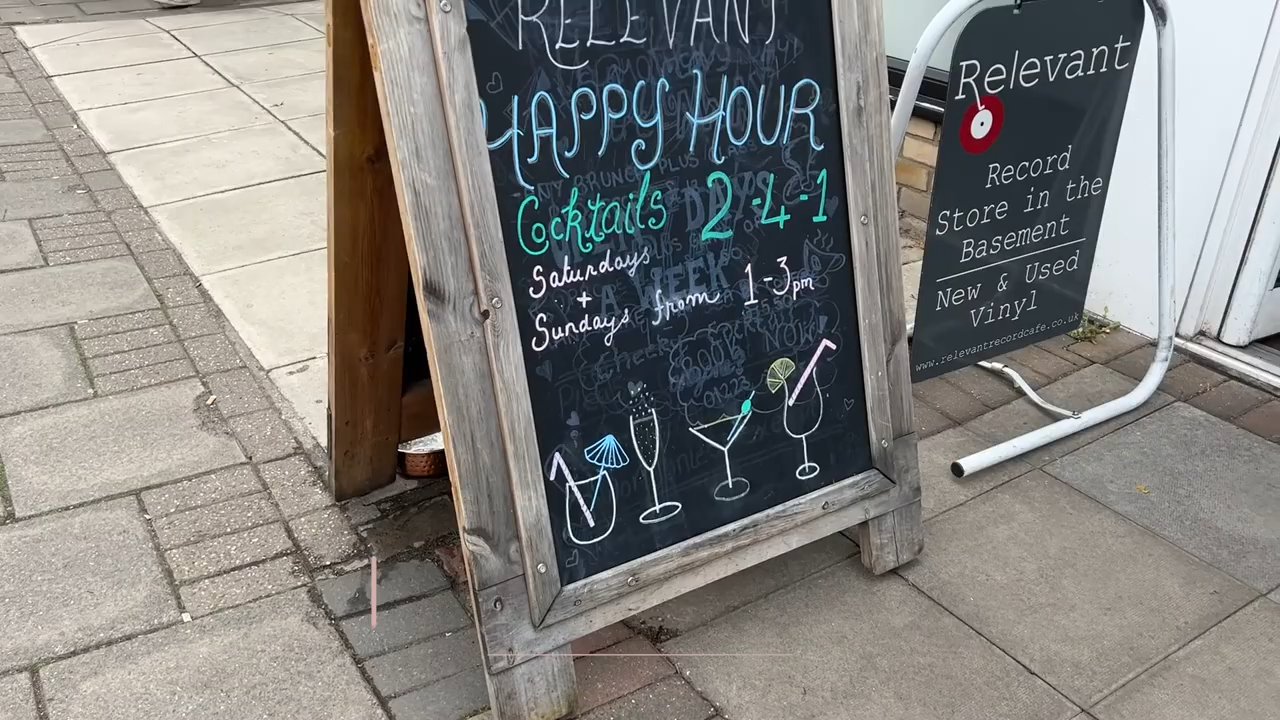 RELEVANT
HAPPY HOUR
Cocktails 2-4-1
Saturdays
+
Sundays from 1-3pm
Relevant
Record
Store in the
Basement
New & Used
Vinyl
www.relevantrecordcafe.co.uk